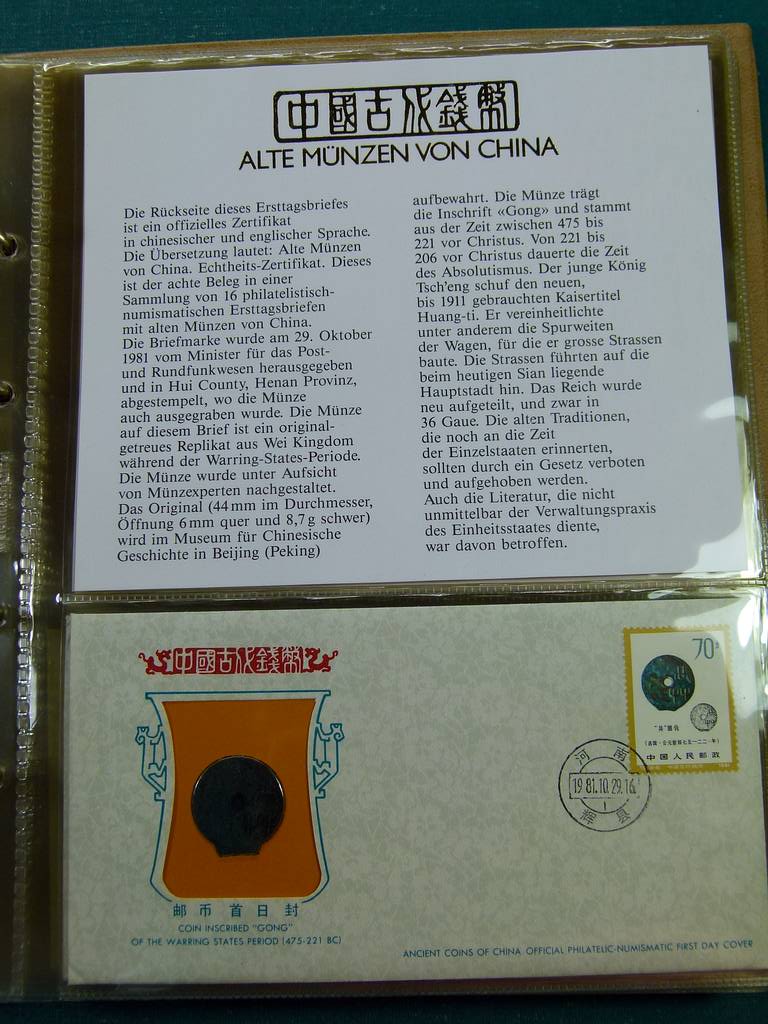 中國古代錢幣
ALTE MÜNZEN VON CHINA
Die Rückseite dieses Ersttagsbriefes
ist ein offizielles Zertifikat
in chinesischer und englischer Sprache.
Die Übersetzung lautet: Alte Münzen
von China. Echtheits-Zertifikat. Dieses
ist der achte Beleg in einer
Sammlung von 16 philatelistisch-
numismatischen Ersttagsbriefen
mit alten Münzen von China.
Die Briefmarke wurde am 29. Oktober
1981 vom Minister für das Post-
und Rundfunkwesen herausgegeben
und in Hui County, Henan Provinz,
abgestempelt, wo die Münze
auch ausgegraben wurde. Die Münze
auf diesem Brief ist ein original-
getreues Replikat aus Wei Kingdom
während der Warring-States-Periode.
Die Münze wurde unter Aufsicht
von Münzexperten nachgestaltet.
Das Original (44 mm im Durchmesser,
Öffnung 6 mm quer und 8,7 g schwer)
wird im Museum für Chinesische
Geschichte in Beijing (Peking)
aufbewahrt. Die Münze trägt
die Inschrift «Gong» und stammt
aus der Zeit zwischen 475 bis
221 vor Christus. Von 221 bis
206 vor Christus dauerte die Zeit
des Absolutismus. Der junge König
Tsch'eng schuf den neuen,
bis 1911 gebrauchten Kaisertitel
Huang-ti. Er vereinheitlichte
unter anderem die Spurweiten
der Wagen, für die er grosse Strassen
baute. Die Strassen führten auf die
beim heutigen Sian liegende
Hauptstadt hin. Das Reich wurde
neu aufgeteilt, und zwar in
36 Gaue. Die alten Traditionen,
die noch an die Zeit
der Einzelstaaten erinnerten,
sollten durch ein Gesetz verboten
und aufgehoben werden.
Auch die Literatur, die nicht
unmittelbar der Verwaltungspraxis
des Einheitsstaates diente,
war davon betroffen.
中國古代錢幣
70
中国人民邮政
河南
1981.10.29.16
1
辉县
邮币首日封
COIN INSCRIBED "GONG"
OF THE WARRING STATES PERIOD (475-221 BC)
ANCIENT COINS OF CHINA OFFICIAL PHILATELIC-NUMISMATIC FIRST DAY COVER